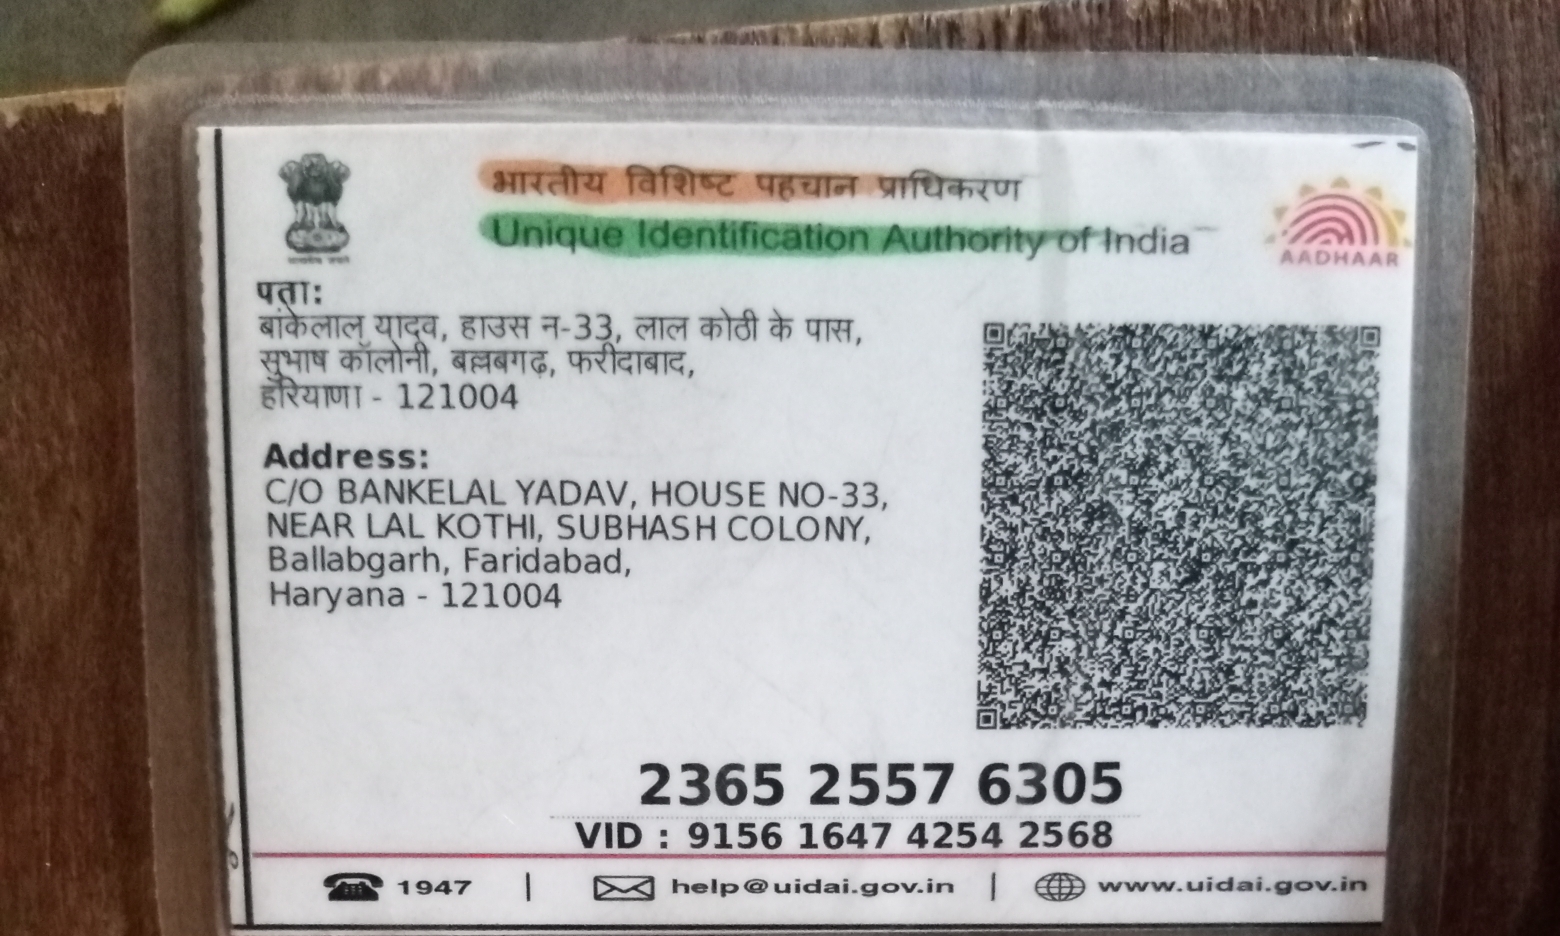 भारतीय विशिष्ट पहचान प्राधिकरण
Unique Identification Authority of India
AADHAAR
पता:
बांकेलाल यादव, हाउस न-33, लाल कोठी के पास,
सुभाष कॉलोनी, बल्लबगढ़, फरीदाबाद,
हरियाणा - 121004
Address:
C/O BANKELAL YADAV, HOUSE NO-33,
NEAR LAL KOTHI, SUBHASH COLONY,
Ballabgarh, Faridabad,
Haryana - 121004
2365 2557 6305
VID : 9156 1647 4254 2568
1947 | help@uidai.gov.in | www.uidai.gov.in